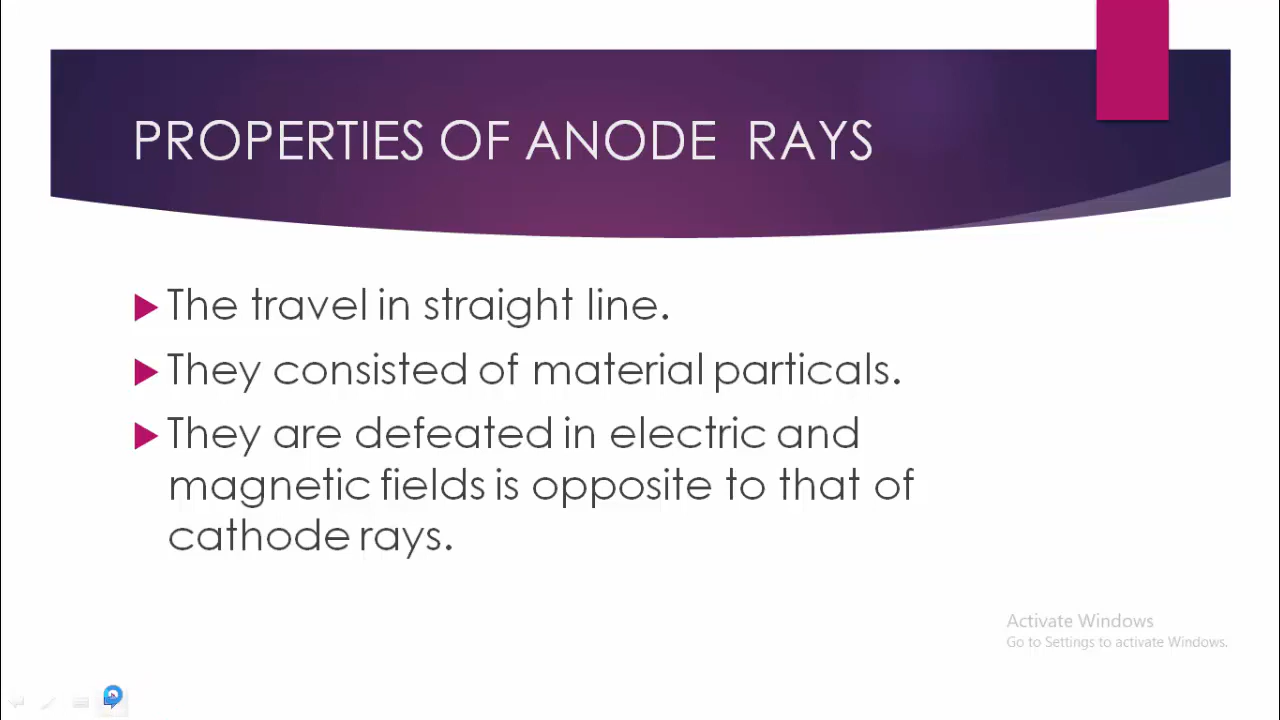 PROPERTIES OF ANODE RAYS
The travel in straight line.
They consisted of material particals.
They are defeated in electric and
magnetic fields is opposite to that of
cathode rays.
Activate Windows
Go to Settings to activate Windows.